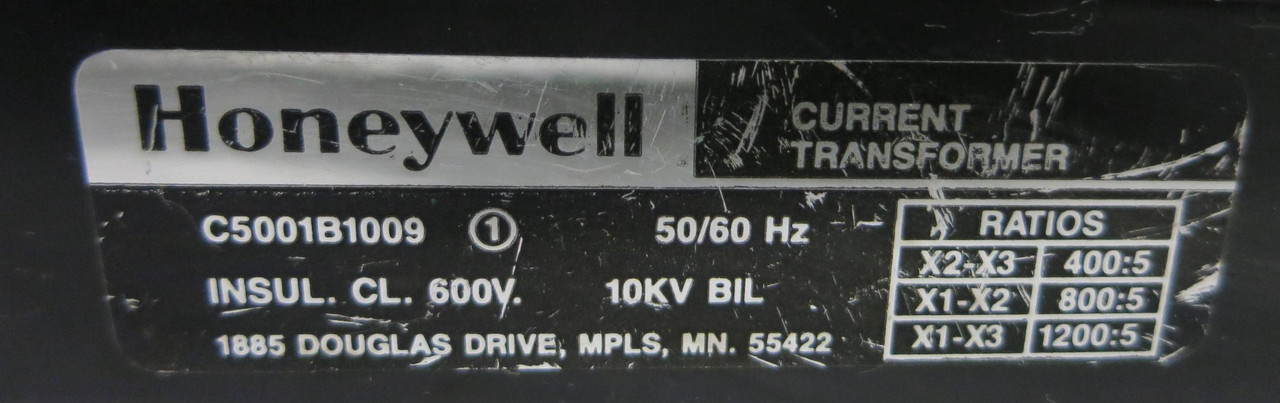 Honeywell
CURRENT
TRANSFORMER
C5001B1009 ① 50/60 Hz
INSUL. CL. 600V. 10KV BIL
1885 DOUGLAS DRIVE, MPLS, MN. 55422
RATIOS
X2-X3 400:5
X1-X2 800:5
X1-X3 1200:5